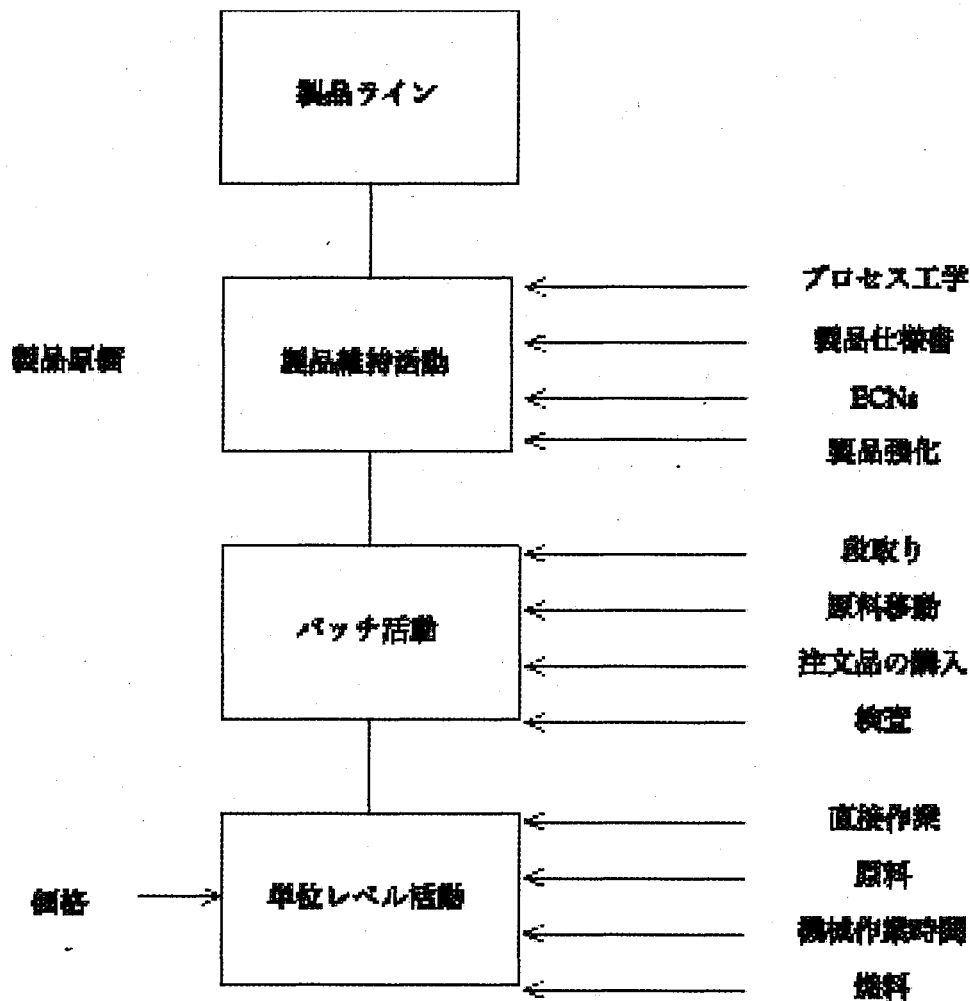 製品ライン
プロセス工学
製品仕様書
製品原価
製品維持活動
ECNs
製品強化
段取り
原料移動
バッチ活動
注文品の購入
検査
直接作業
原料
価格
単位レベル活動
機械作業時間
燃料